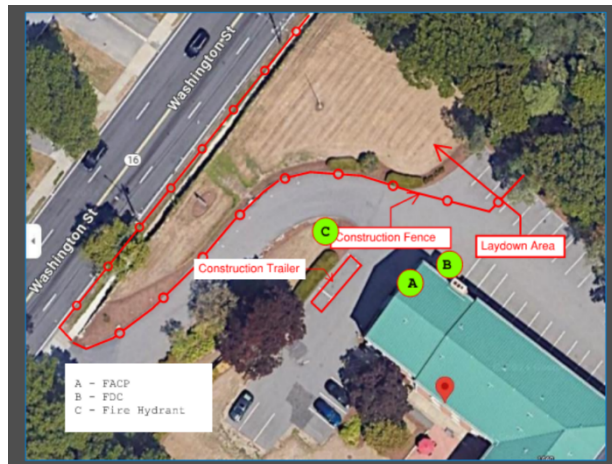 Washington St
16
Washington St
C
Construction Fence
Laydown Area
Construction Trailer
B
A
A - FACP
B - FDC
C - Fire Hydrant